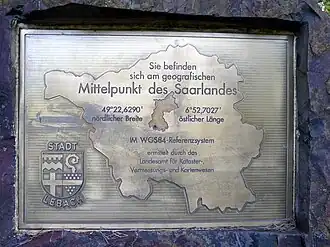 Sie befinden
sich am geografischen
Mittelpunkt des Saarlandes
49°22,6290' 6°52,7027'
nördlicher Breite östlicher Länge
IM WGS84-Referenzsystem
ermittelt durch das
Landesamt für Kataster-,
Vermessungs- und Kartenwesen
STADT
LEBACH